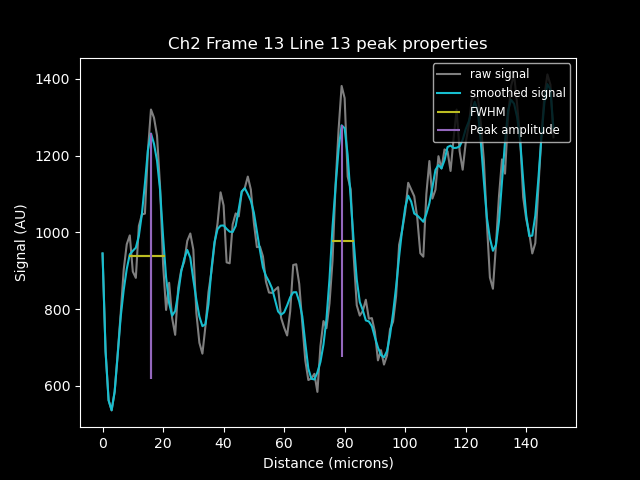 Ch2 Frame 13 Line 13 peak properties
raw signal
smoothed signal
FWHM
Peak amplitude
1400
1200
1000
800
600
Signal (AU)
0 20 40 60 80 100 120 140
Distance (microns)